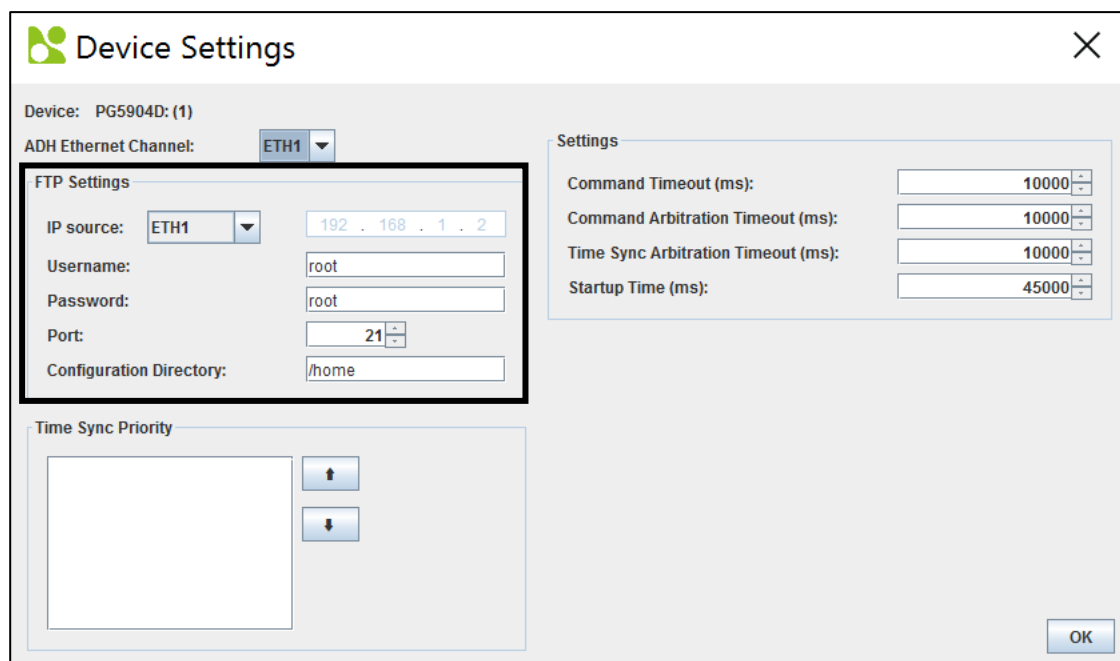 Device Settings
Device: PG5904D: (1)
ADH Ethernet Channel: ETH1
FTP Settings
IP source: ETH1 192 . 168 . 1 . 2
Username: root
Password: root
Port: 21
Configuration Directory: /home
Time Sync Priority
Settings
Command Timeout (ms): 10000
Command Arbitration Timeout (ms): 10000
Time Sync Arbitration Timeout (ms): 10000
Startup Time (ms): 45000
OK